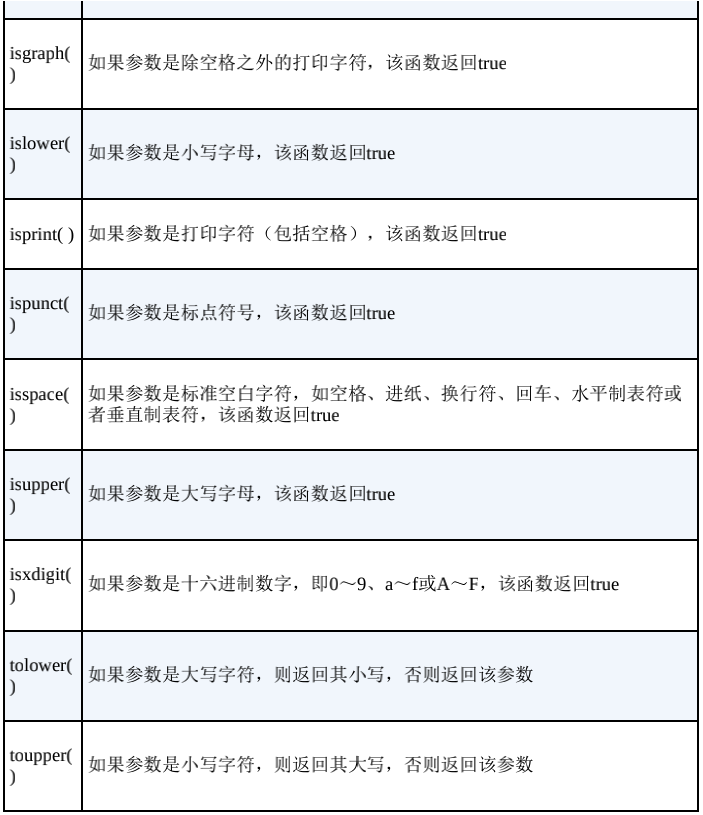 isgraph(
)
如果参数是除空格之外的打印字符，该函数返回true
islower(
)
如果参数是小写字母，该函数返回true
isprint( )
如果参数是打印字符（包括空格），该函数返回true
ispunct(
)
如果参数是标点符号，该函数返回true
isspace(
)
如果参数是标准空白字符，如空格、进纸、换行符、回车、水平制表符或
者垂直制表符，该函数返回true
isupper(
)
如果参数是大写字母，该函数返回true
isxdigit(
)
如果参数是十六进制数字，即0～9、a～f或A～F，该函数返回true
tolower(
)
如果参数是大写字符，则返回其小写，否则返回该参数
toupper(
)
如果参数是小写字符，则返回其大写，否则返回该参数